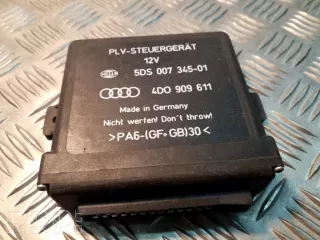 PLV-STEUERGERÄT
12V
HELLA 5DS 007 345-01
4D0 909 611
Made in Germany
Nicht werfen! Don't throw!
>PA6-(GF+GB)30<